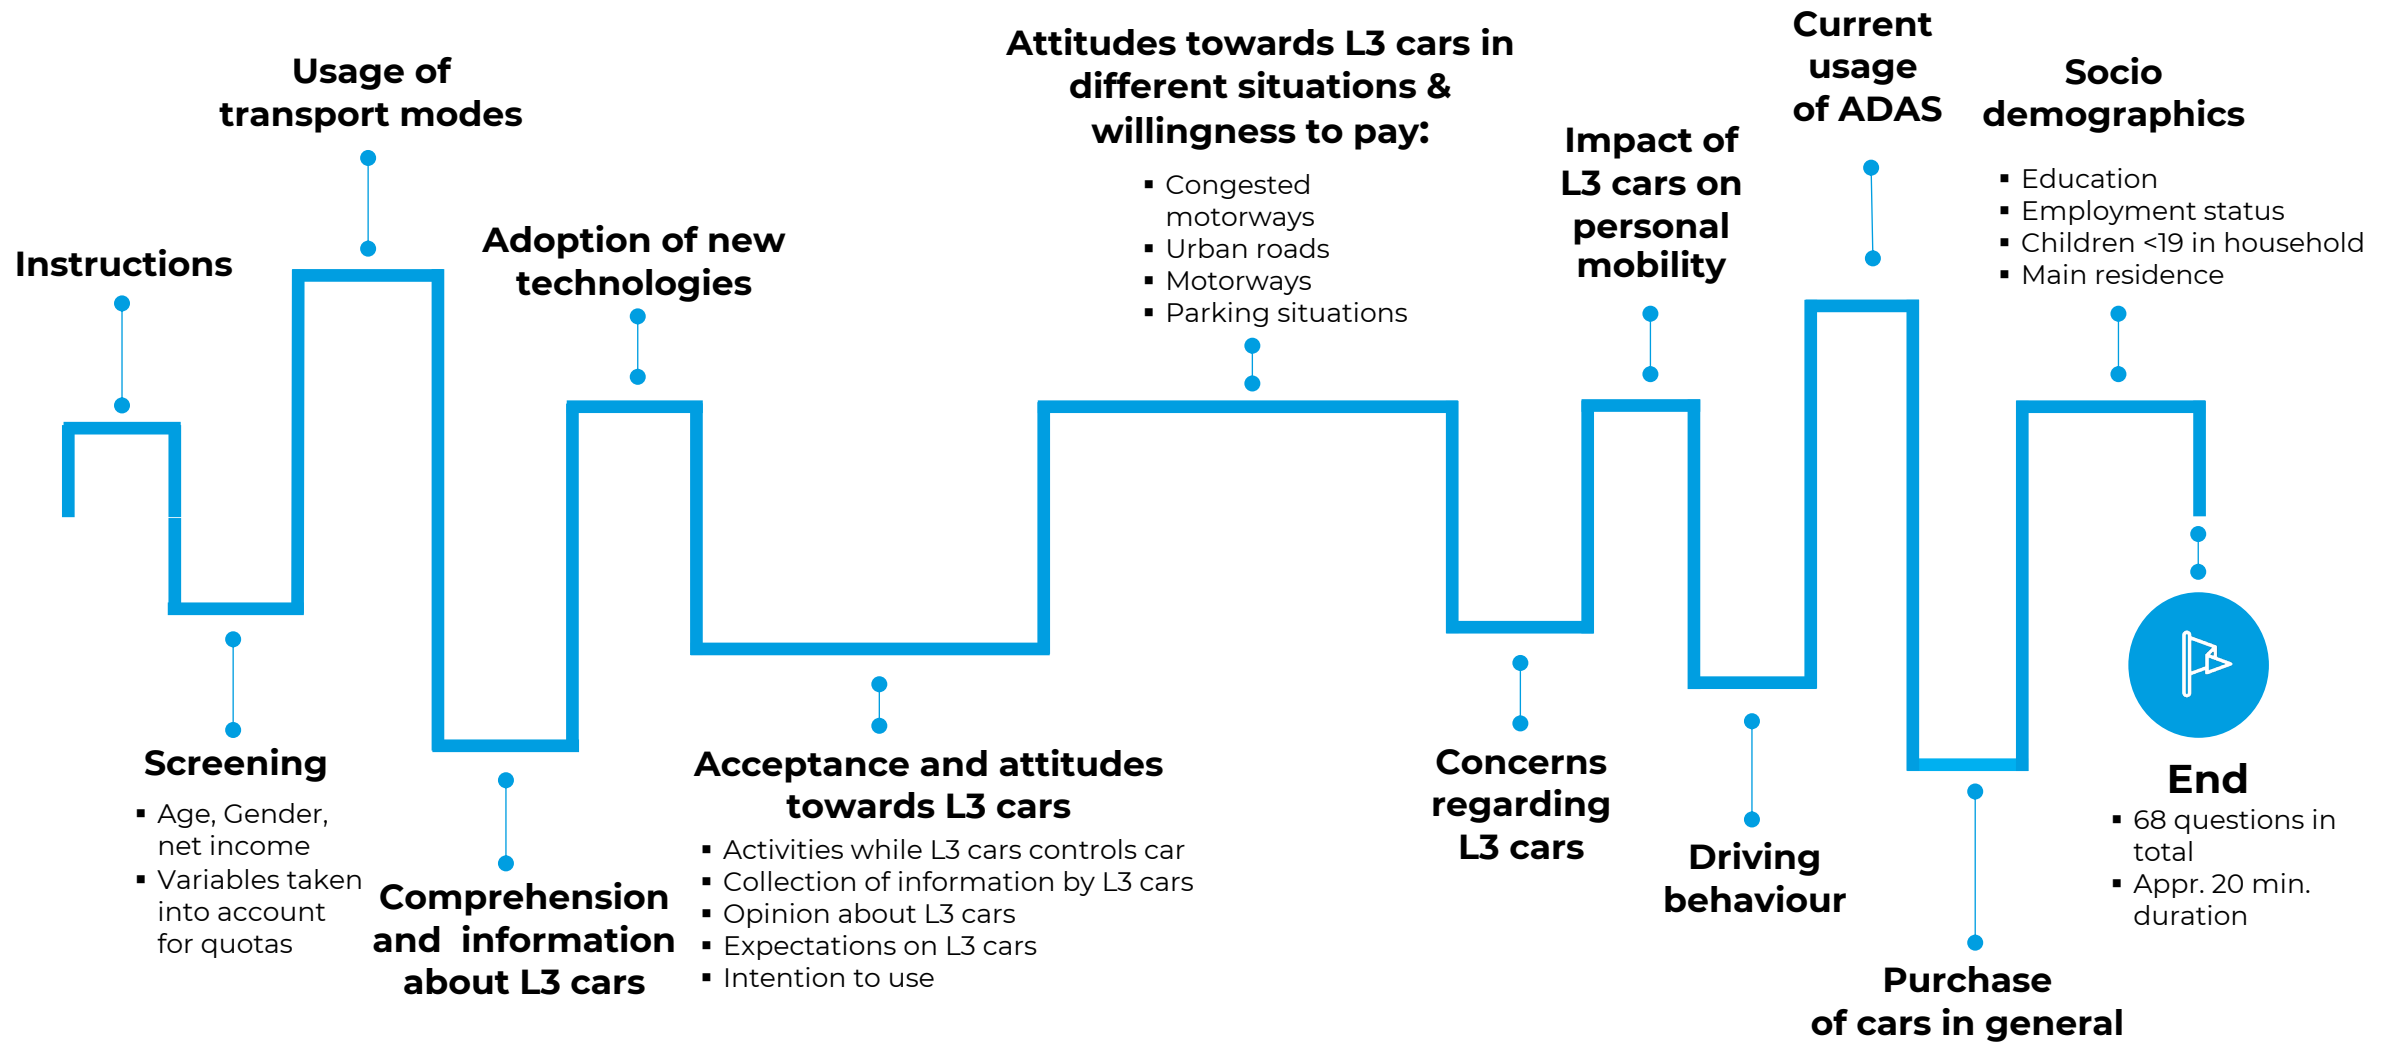 Instructions
Screening
▪ Age, Gender,
net income
▪ Variables taken
into account
for quotas
Usage of
transport modes
Comprehension
and  information
about L3 cars
Adoption of new
technologies
Acceptance and attitudes
towards L3 cars
▪ Activities while L3 cars controls car
▪ Collection of information by L3 cars
▪ Opinion about L3 cars
▪ Expectations on L3 cars
▪ Intention to use
Attitudes towards L3 cars in
different situations &
willingness to pay:
▪ Congested
motorways
▪ Urban roads
▪ Motorways
▪ Parking situations
Concerns
regarding
L3 cars
Impact of
L3 cars on
personal
mobility
Driving
behaviour
Current
usage
of ADAS
Purchase
of cars in general
Socio
demographics
▪ Education
▪ Employment status
▪ Children <19 in household
▪ Main residence
End
▪ 68 questions in
total
▪ Appr. 20 min.
duration